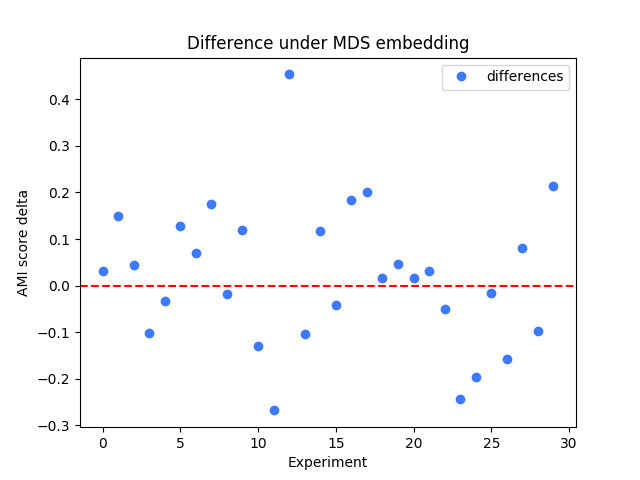 Difference under MDS embedding
differences
AMI score delta
0.4
0.3
0.2
0.1
0.0
−0.1
−0.2
−0.3
0 5 10 15 20 25 30
Experiment